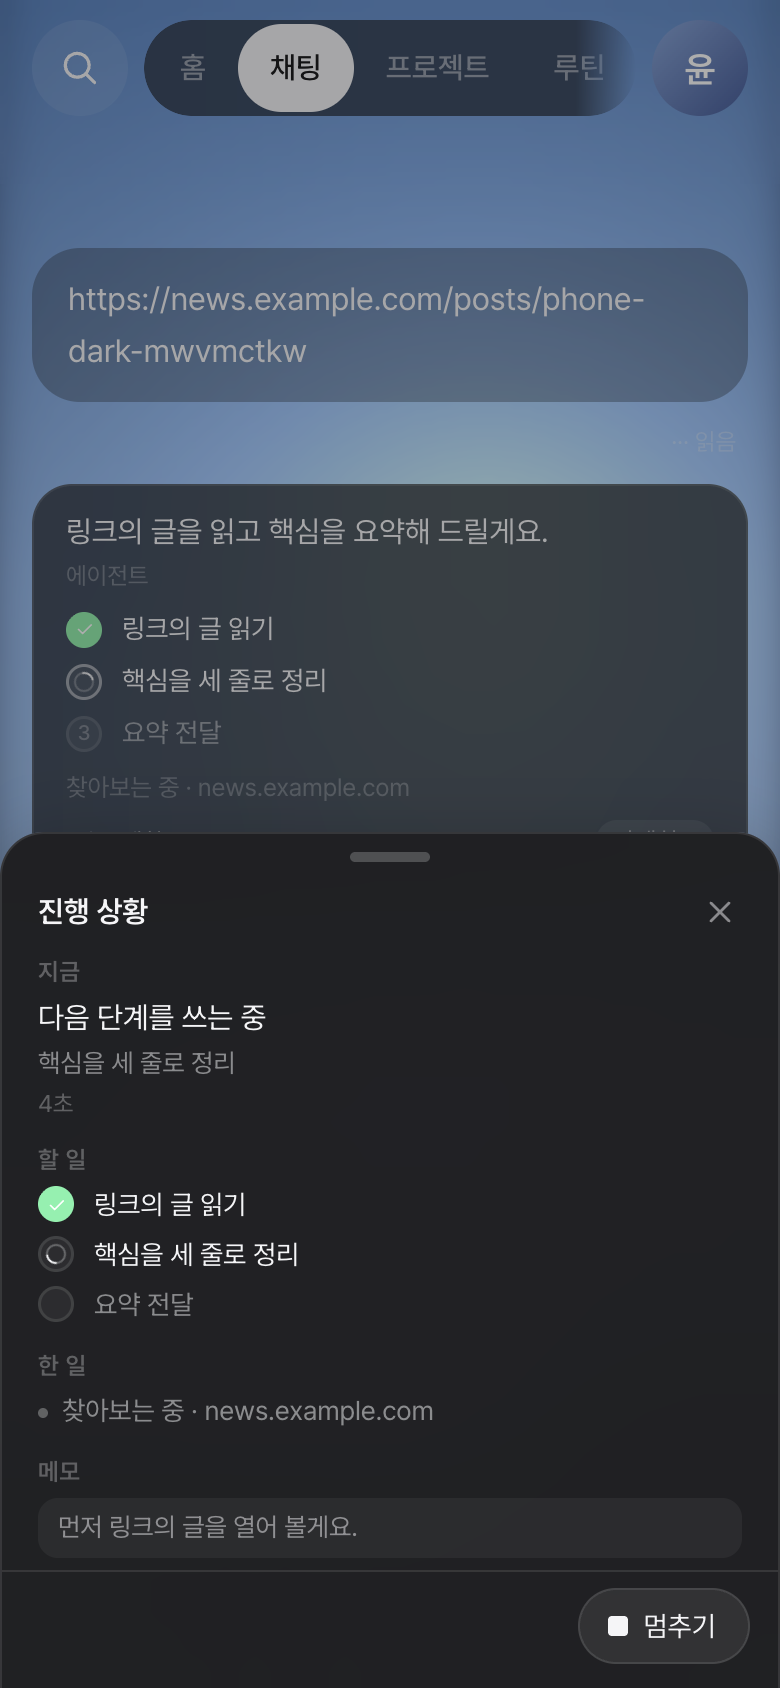 홈
채팅
프로젝트
루틴
윤
https://news.example.com/posts/phone-
dark-mwvmctkw
··· 읽음
링크의 글을 읽고 핵심을 요약해 드릴게요.
에이전트
링크의 글 읽기
핵심을 세 줄로 정리
3 요약 전달
찾아보는 중 · news.example.com
진행 상황
지금
다음 단계를 쓰는 중
핵심을 세 줄로 정리
4초
할 일
링크의 글 읽기
핵심을 세 줄로 정리
요약 전달
한 일
• 찾아보는 중 · news.example.com
메모
먼저 링크의 글을 열어 볼게요.
멈추기